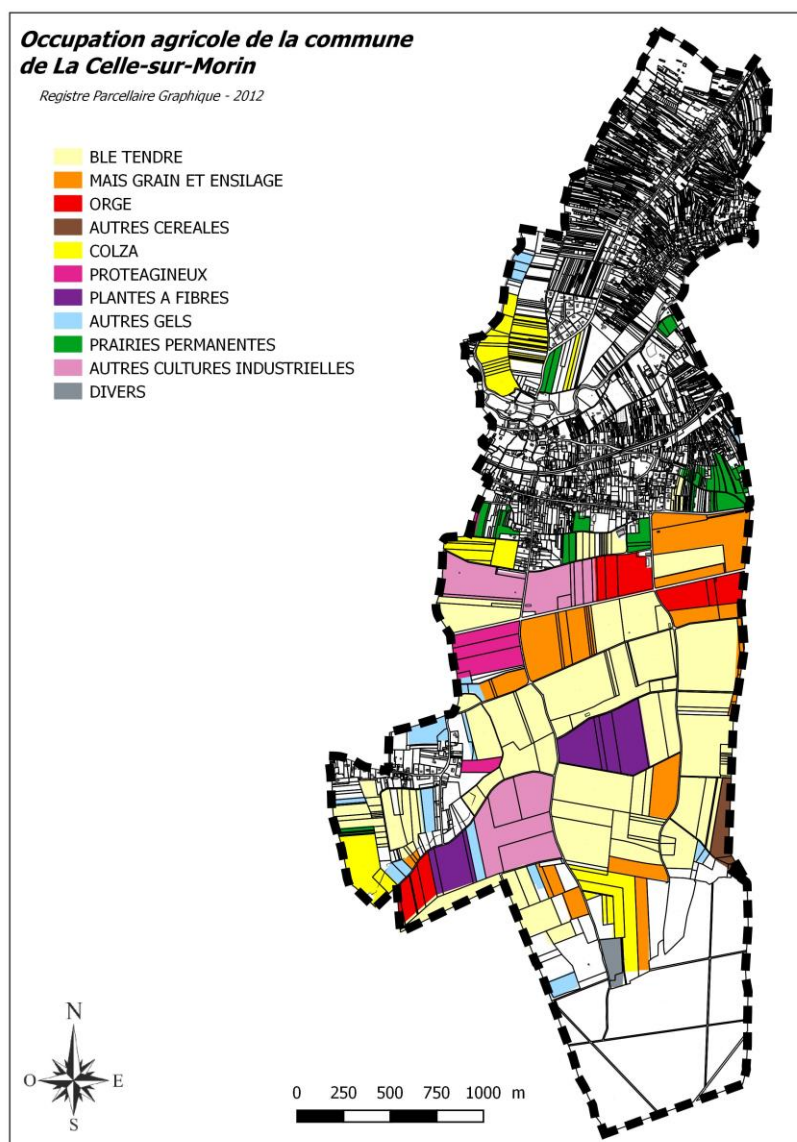 Occupation agricole de la commune
de La Celle-sur-Morin
Registre Parcellaire Graphique - 2012
BLE TENDRE
MAIS GRAIN ET ENSILAGE
ORGE
AUTRES CEREALES
COLZA
PROTEAGINEUX
PLANTES A FIBRES
AUTRES GELS
PRAIRIES PERMANENTES
AUTRES CULTURES INDUSTRIELLES
DIVERS
N
O E
S
0 250 500 750 1000 m